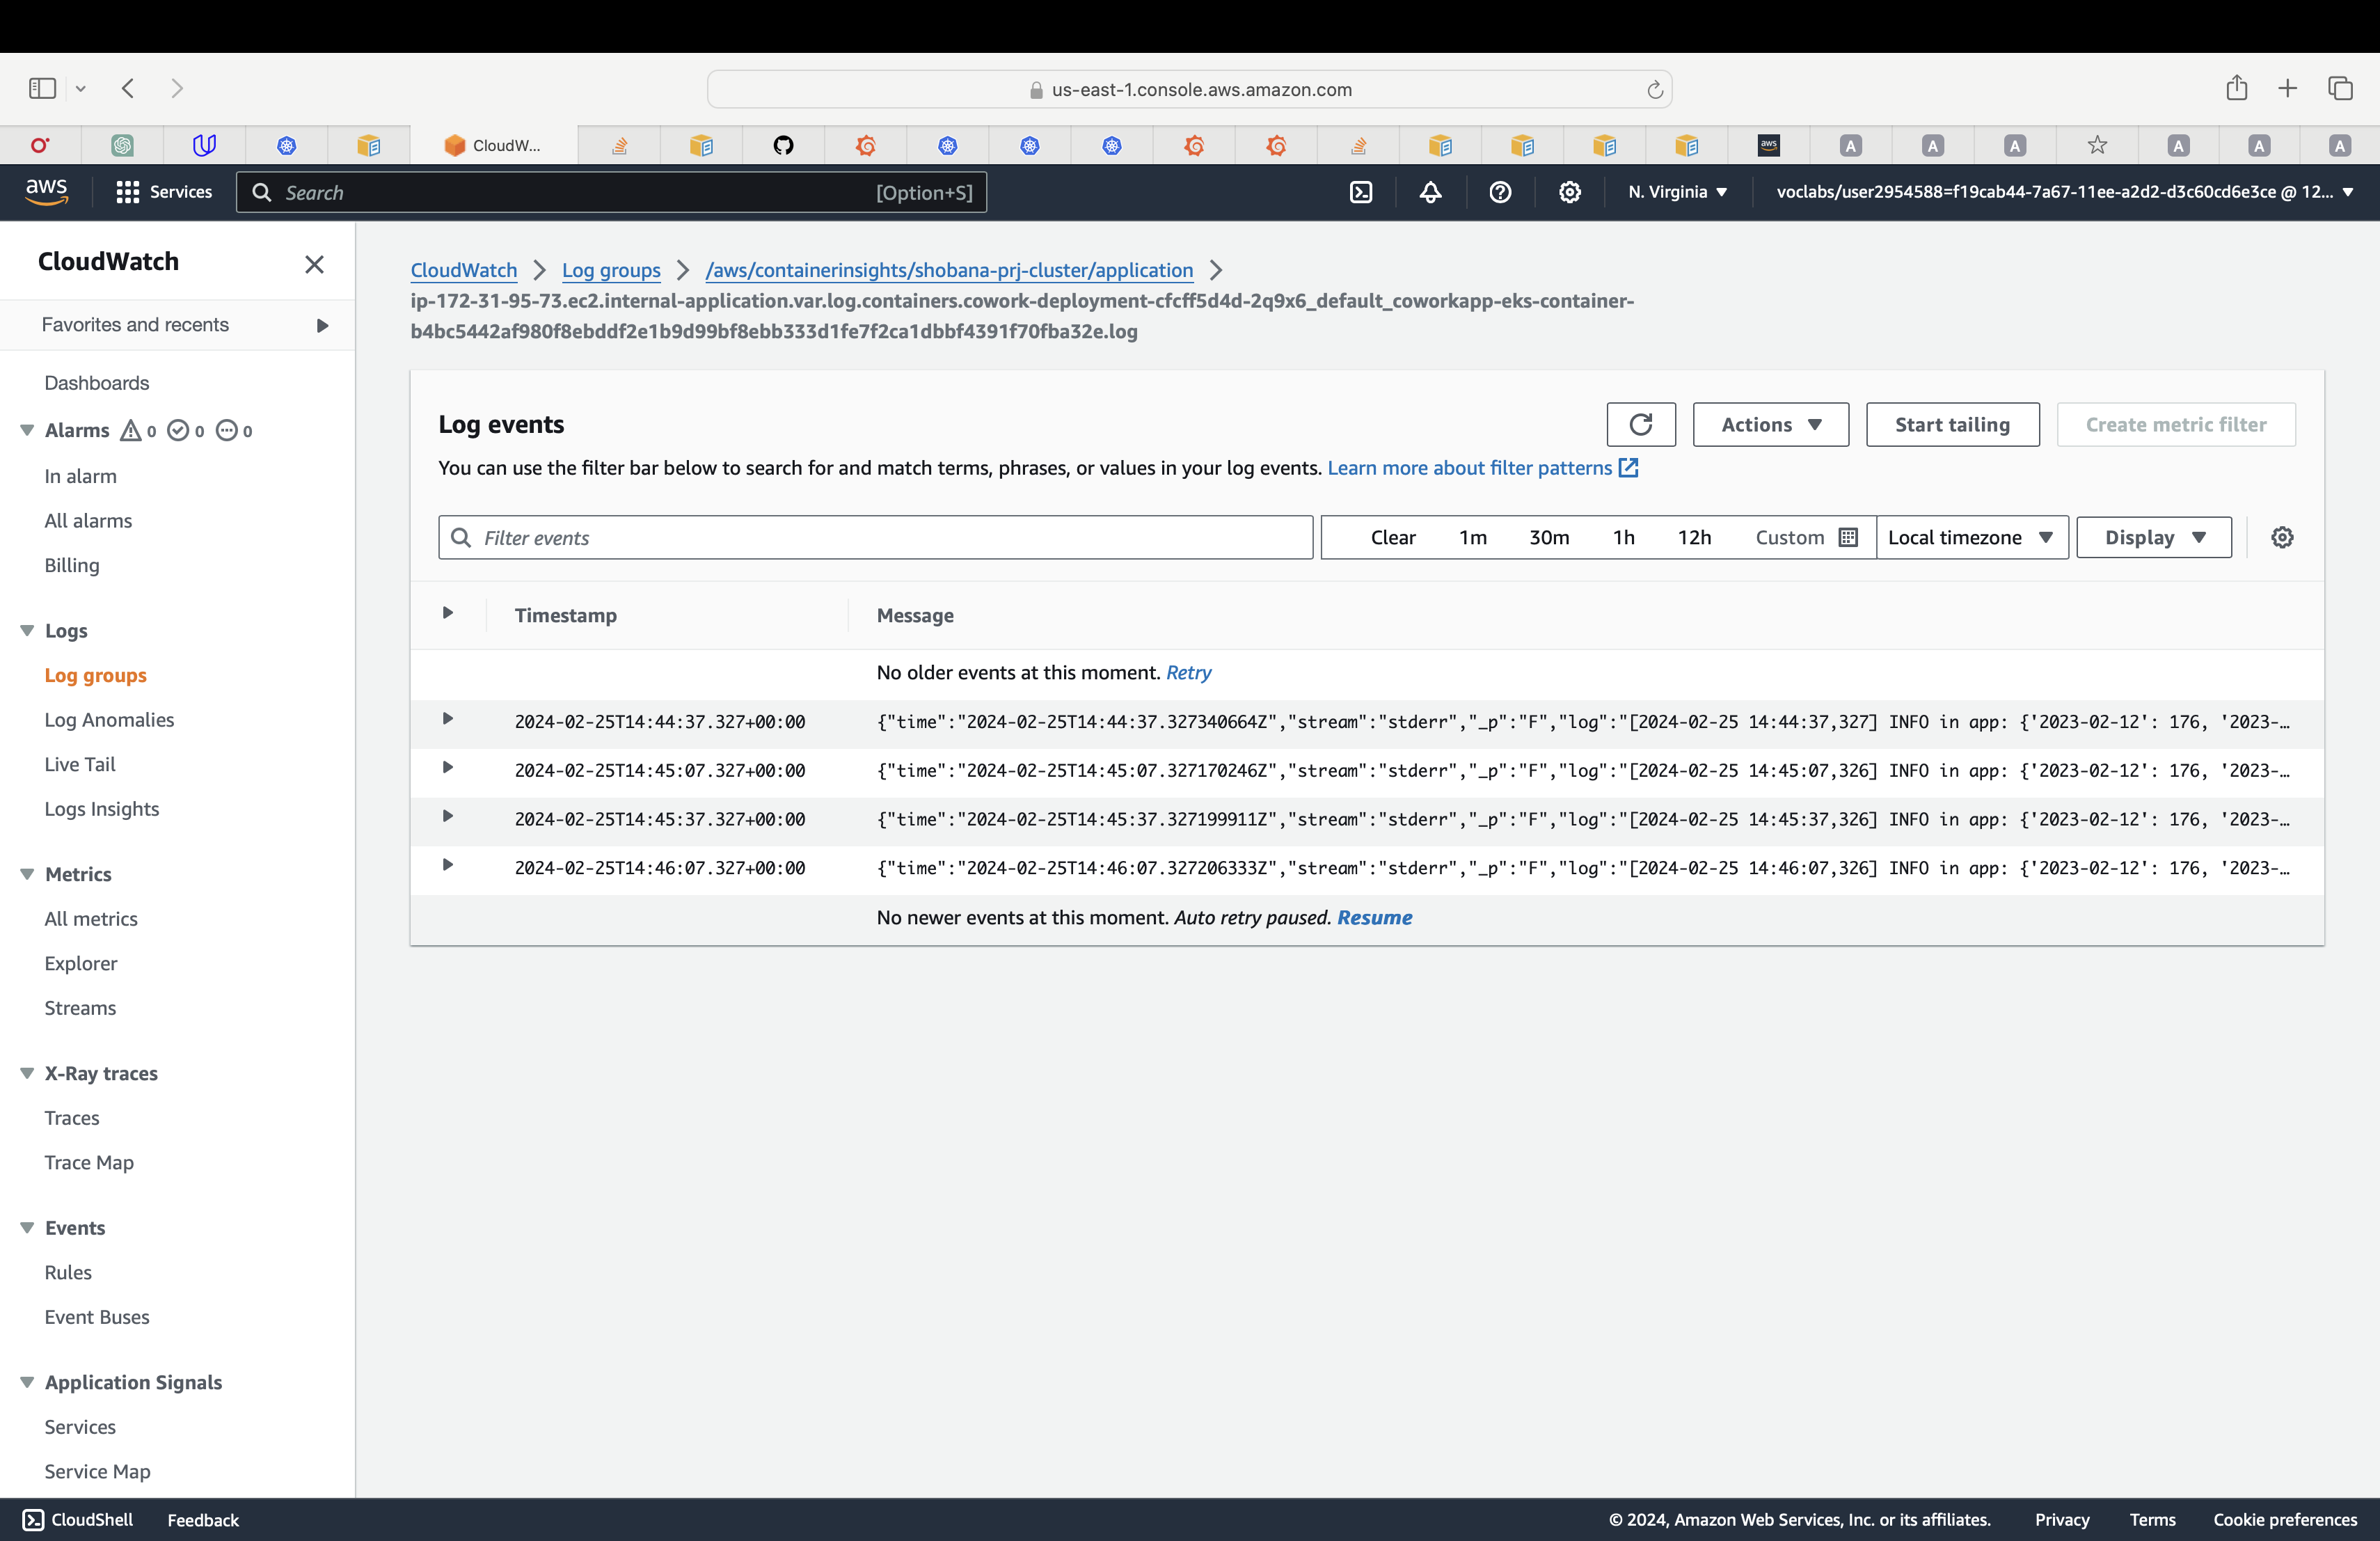 us-east-1.console.aws.amazon.com
CloudW...
aws
A
A
A
A
A
A
aws
Services
Search
[Option+S]
N. Virginia
voclabs/user2954588=f19cab44-7a67-11ee-a2d2-d3c60cd6e3ce @ 12...
CloudWatch
Favorites and recents
Dashboards
Alarms 0 0 0
In alarm
All alarms
Billing
Logs
Log groups
Log Anomalies
Live Tail
Logs Insights
Metrics
All metrics
Explorer
Streams
X-Ray traces
Traces
Trace Map
Events
Rules
Event Buses
Application Signals
Services
Service Map
CloudWatch
Log groups
/aws/containerinsights/shobana-prj-cluster/application
ip-172-31-95-73.ec2.internal-application.var.log.containers.cowork-deployment-cfcff5d4d-2q9x6_default_coworkapp-eks-container-
b4bc5442af980f8ebddf2e1b9d99bf8ebb333d1fe7f2ca1dbbf4391f70fba32e.log
Log events
Actions
Start tailing
Create metric filter
You can use the filter bar below to search for and match terms, phrases, or values in your log events. Learn more about filter patterns
Filter events
Clear 1m 30m 1h 12h Custom
Local timezone
Display
Timestamp Message
No older events at this moment. Retry
2024-02-25T14:44:37.327+00:00 {"time":"2024-02-25T14:44:37.327340664Z","stream":"stderr","_p":"F","log":"[2024-02-25 14:44:37,327] INFO in app: {'2023-02-12': 176, '2023-...
2024-02-25T14:45:07.327+00:00 {"time":"2024-02-25T14:45:07.327170246Z","stream":"stderr","_p":"F","log":"[2024-02-25 14:45:07,326] INFO in app: {'2023-02-12': 176, '2023-...
2024-02-25T14:45:37.327+00:00 {"time":"2024-02-25T14:45:37.327199911Z","stream":"stderr","_p":"F","log":"[2024-02-25 14:45:37,326] INFO in app: {'2023-02-12': 176, '2023-...
2024-02-25T14:46:07.327+00:00 {"time":"2024-02-25T14:46:07.327206333Z","stream":"stderr","_p":"F","log":"[2024-02-25 14:46:07,326] INFO in app: {'2023-02-12': 176, '2023-...
No newer events at this moment. Auto retry paused. Resume
CloudShell
Feedback
© 2024, Amazon Web Services, Inc. or its affiliates.
Privacy
Terms
Cookie preferences